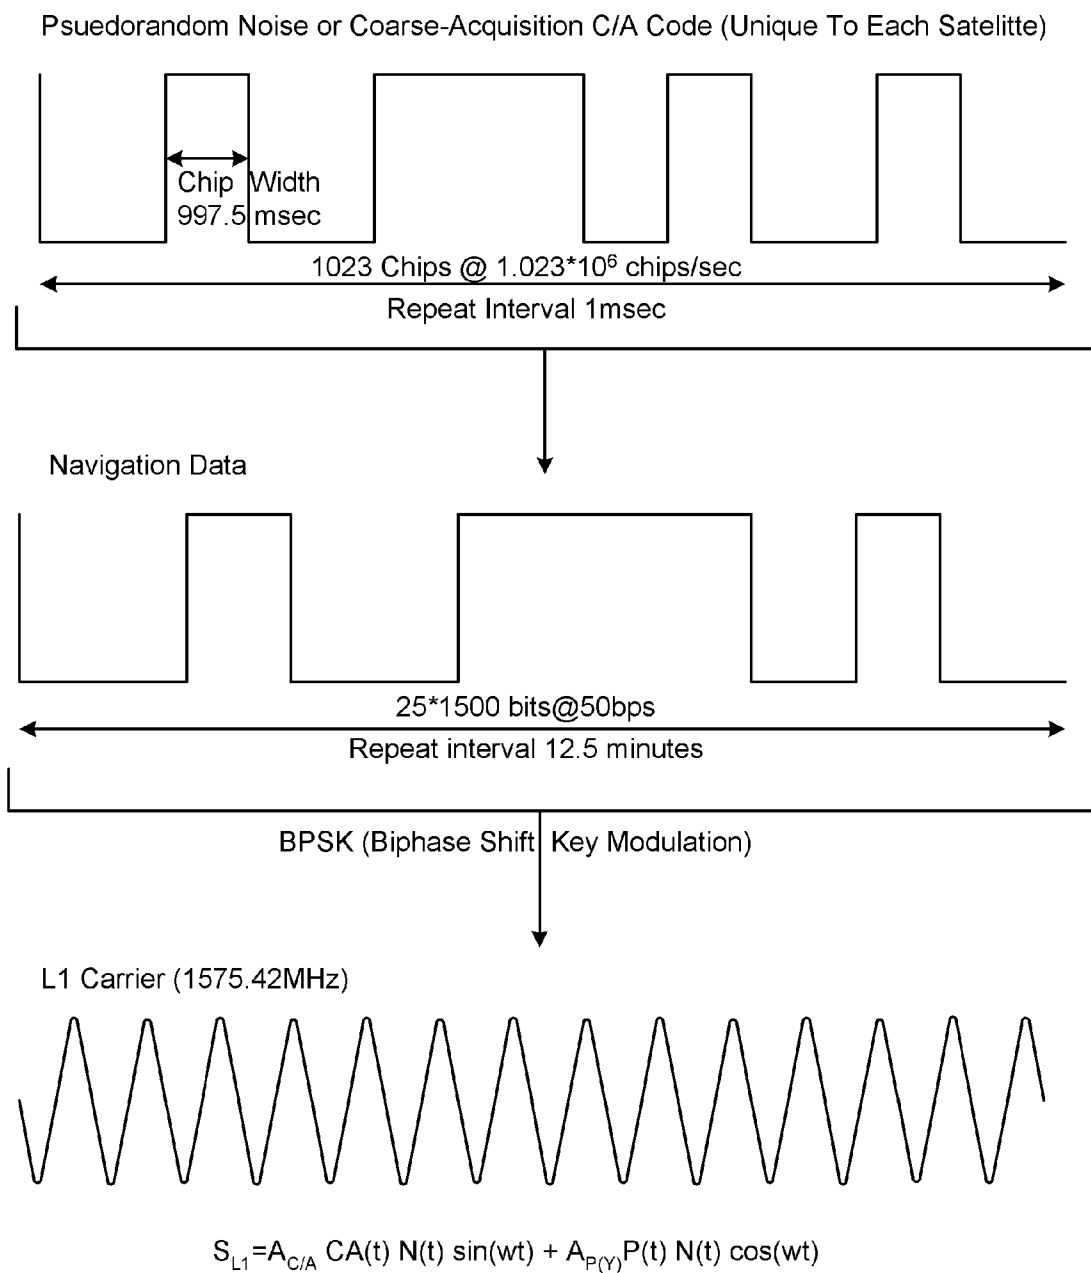 Psuedorandom Noise or Coarse-Acquisition C/A Code (Unique To Each Satelitte)
Chip Width
997.5 msec
1023 Chips @ 1.023*10⁶ chips/sec
Repeat Interval 1msec
Navigation Data
25*1500 bits@50bps
Repeat interval 12.5 minutes
BPSK (Biphase Shift Key Modulation)
L1 Carrier (1575.42MHz)
S_L1=A_C/A CA(t) N(t) sin(wt) + A_P(Y)P(t) N(t) cos(wt)